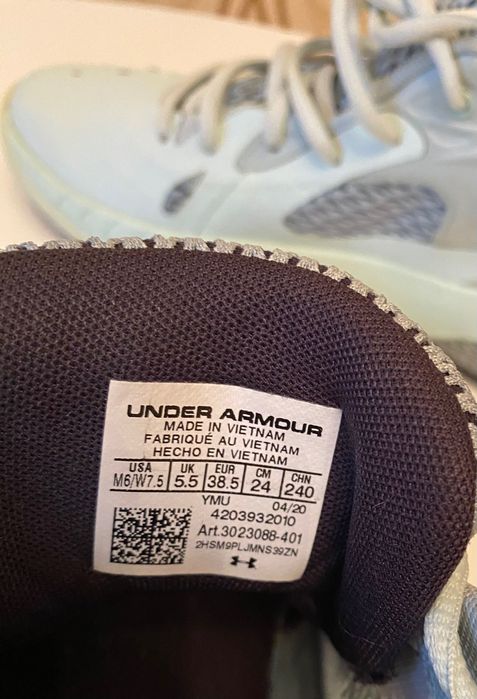 UNDER ARMOUR
MADE IN VIETNAM
FABRIQUÉ AU VIETNAM
HECHO EN VIETNAM
USA UK EUR CM CHN
M6/W7.5 5.5 38.5 24 240
YMU 04/20
4203932010
Art.3023088-401
2HSM9PLJMNS39ZN